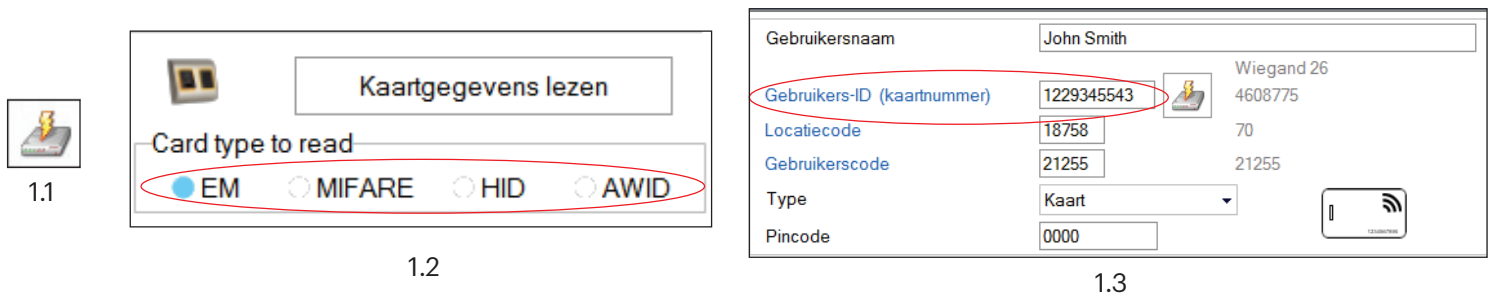 1.1
Kaartgegevens lezen
Card type to read
EM MIFARE HID AWID
1.2
Gebruikersnaam John Smith
Wiegand 26
Gebruikers-ID (kaartnummer) 1229345543 4608775
Locatiecode 18758 70
Gebruikerscode 21255 21255
Type Kaart
Pincode 0000
1.3